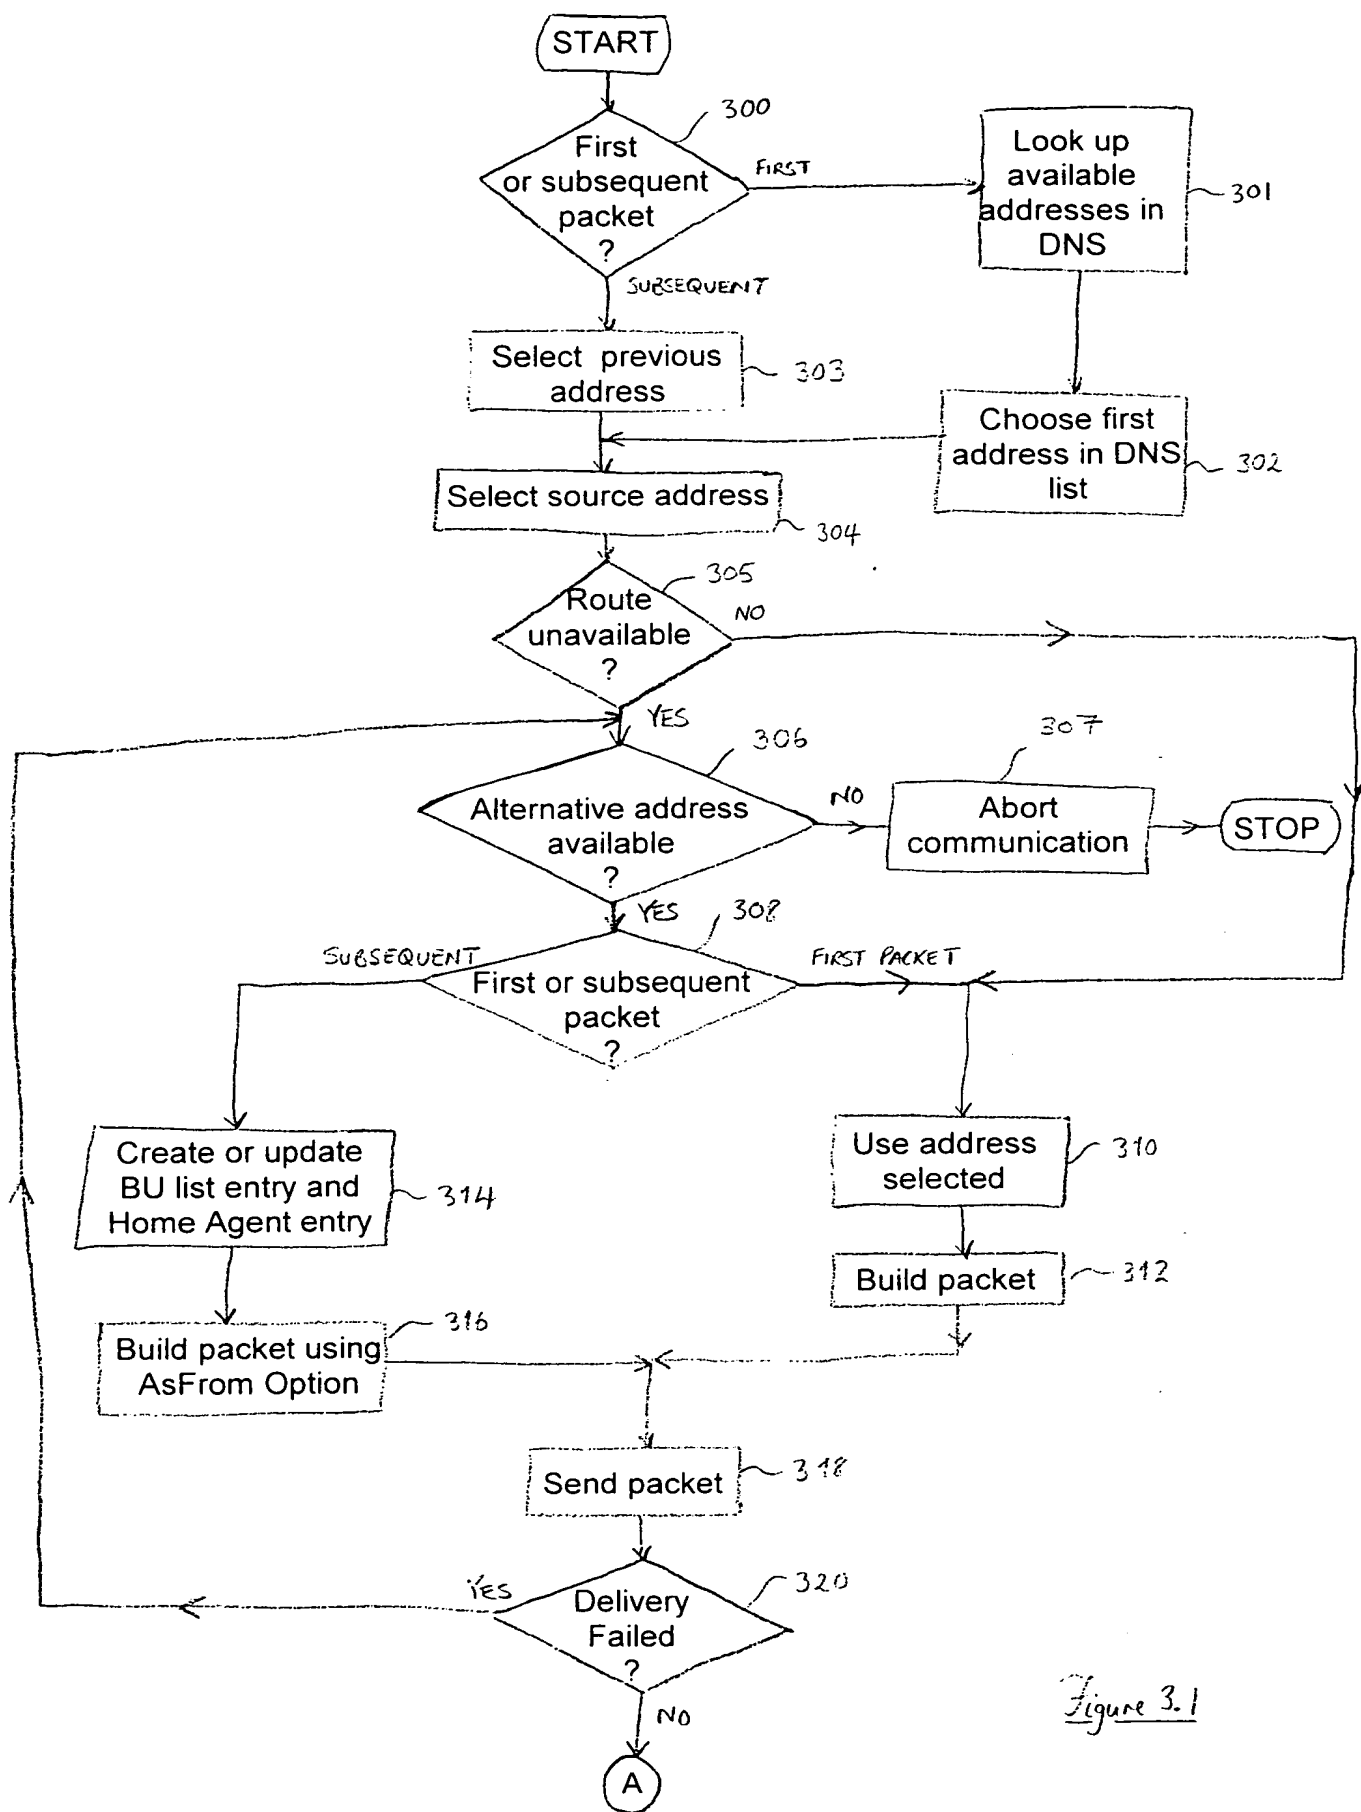 START
300
First
or subsequent
packet
?
FIRST
Look up
available
addresses in
DNS
301
SUBSEQUENT
Select previous
address
303
Choose first
address in DNS
list
302
Select source address
304
305
Route
unavailable
?
NO
YES
306
307
Alternative address
available
?
NO
Abort
communication
STOP
YES
308
SUBSEQUENT
FIRST PACKET
First or subsequent
packet
?
Create or update
BU list entry and
Home Agent entry
314
Use address
selected
310
Build packet
312
316
Build packet using
AsFrom Option
Send packet
318
YES
320
Delivery
Failed
?
NO
A
Figure 3.1